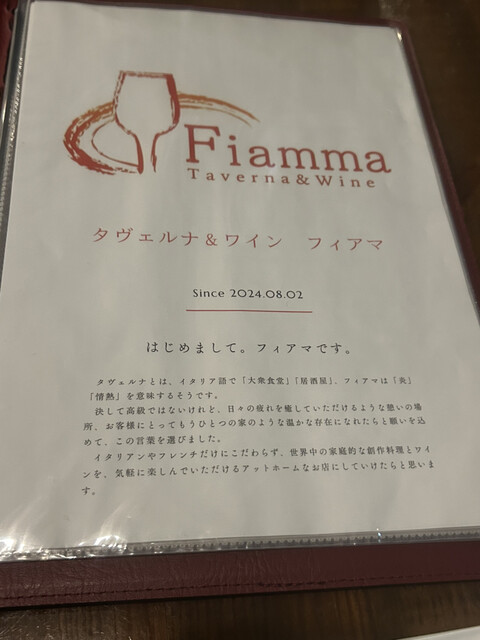 Fiamma
Taverna&Wine
タヴェルナ&ワイン　フィアマ
Since 2024.08.02
はじめまして。フィアマです。
タヴェルナとは、イタリア語で「大衆食堂」「居酒屋」、フィアマは「炎」
「情熱」を意味するそうです。
決して高級ではないけれど、日々の疲れを癒していただけるような憩いの場
所、お客様にとってもうひとつの家のような温かな存在になれたらと願いを込
めて、この言葉を選びました。
イタリアンやフレンチだけにこだわらず、世界中の家庭的な創作料理とワイ
ンを、気軽に楽しんでいただけるアットホームなお店にしていけたらと思いま
す。